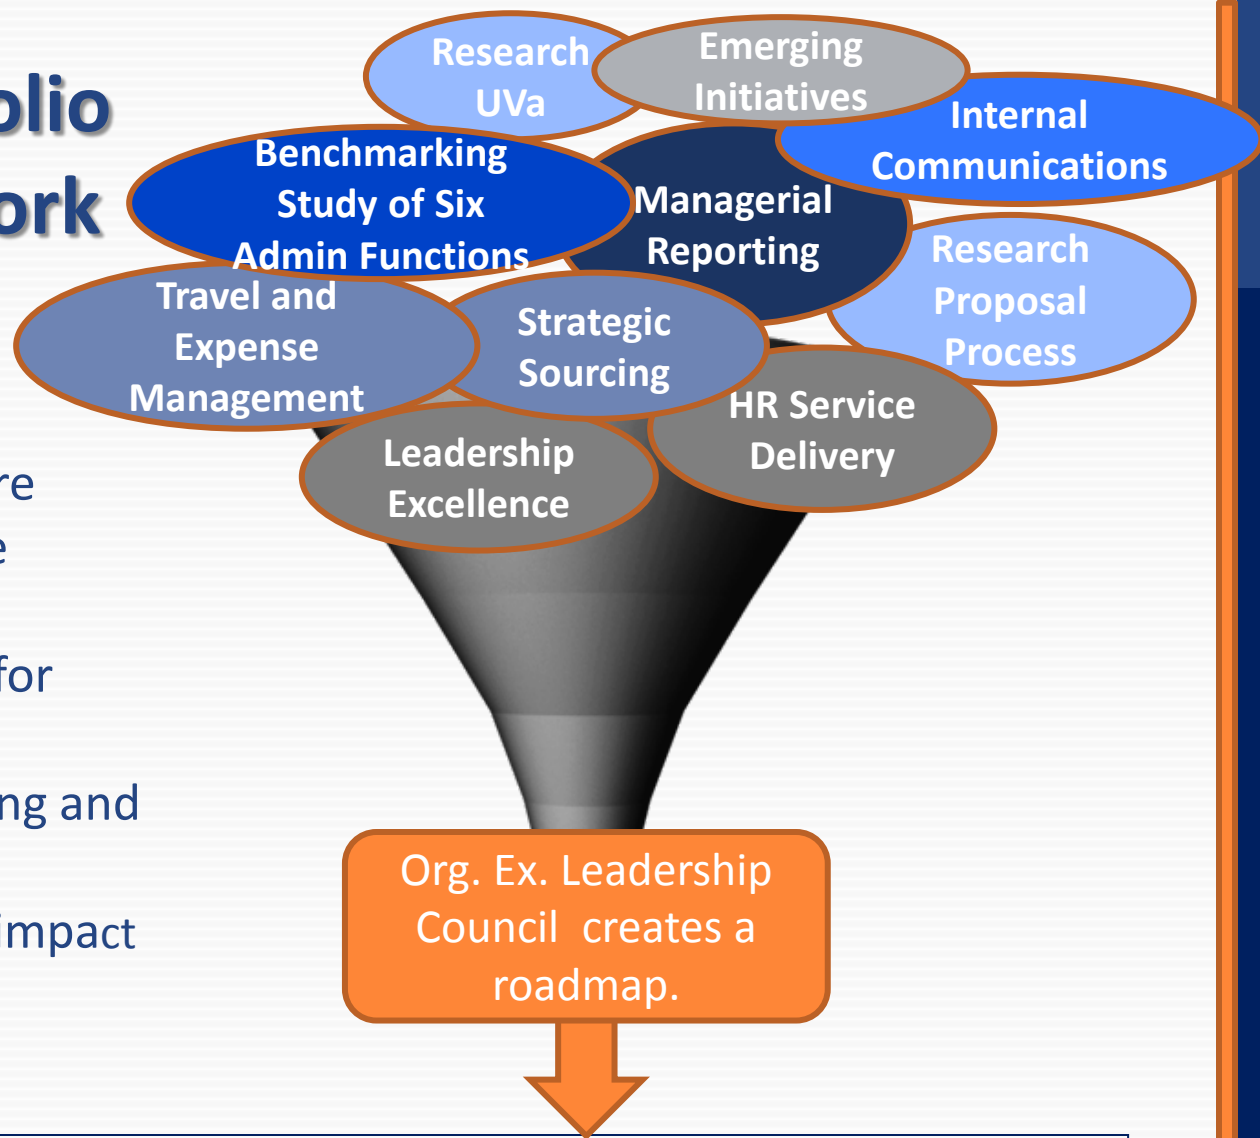 olio
ork
re
e
for
ng and
impact
Research
UVa
Emerging
Initiatives
Internal
Communications
Benchmarking
Study of Six
Admin Functions
Managerial
Reporting
Research
Proposal
Process
Travel and
Expense
Management
Strategic
Sourcing
HR Service
Delivery
Leadership
Excellence
Org. Ex. Leadership
Council creates a
roadmap.